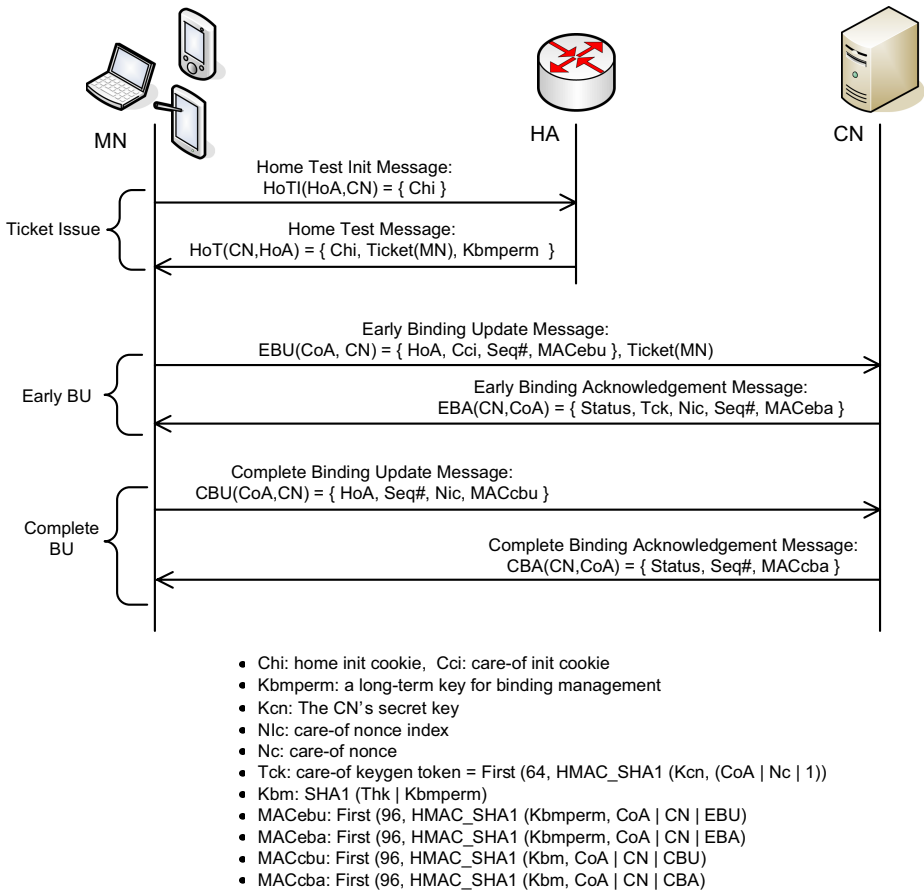 MN
HA
CN
Home Test Init Message:
HoTI(HoA,CN) = { Chi }
Ticket Issue
Home Test Message:
HoT(CN,HoA) = { Chi, Ticket(MN), Kbmperm }
Early Binding Update Message:
EBU(CoA, CN) = { HoA, Cci, Seq#, MACebu }, Ticket(MN)
Early BU
Early Binding Acknowledgement Message:
EBA(CN,CoA) = { Status, Tck, Nic, Seq#, MACeba }
Complete Binding Update Message:
CBU(CoA,CN) = { HoA, Seq#, Nic, MACcbu }
Complete
BU
Complete Binding Acknowledgement Message:
CBA(CN,CoA) = { Status, Seq#, MACcba }
• Chi: home init cookie, Cci: care-of init cookie
• Kbmperm: a long-term key for binding management
• Kcn: The CN's secret key
• NIc: care-of nonce index
• Nc: care-of nonce
• Tck: care-of keygen token = First (64, HMAC_SHA1 (Kcn, (CoA | Nc | 1))
• Kbm: SHA1 (Thk | Kbmperm)
• MACebu: First (96, HMAC_SHA1 (Kbmperm, CoA | CN | EBU)
• MACeba: First (96, HMAC_SHA1 (Kbmperm, CoA | CN | EBA)
• MACcbu: First (96, HMAC_SHA1 (Kbm, CoA | CN | CBU)
• MACcba: First (96, HMAC_SHA1 (Kbm, CoA | CN | CBA)